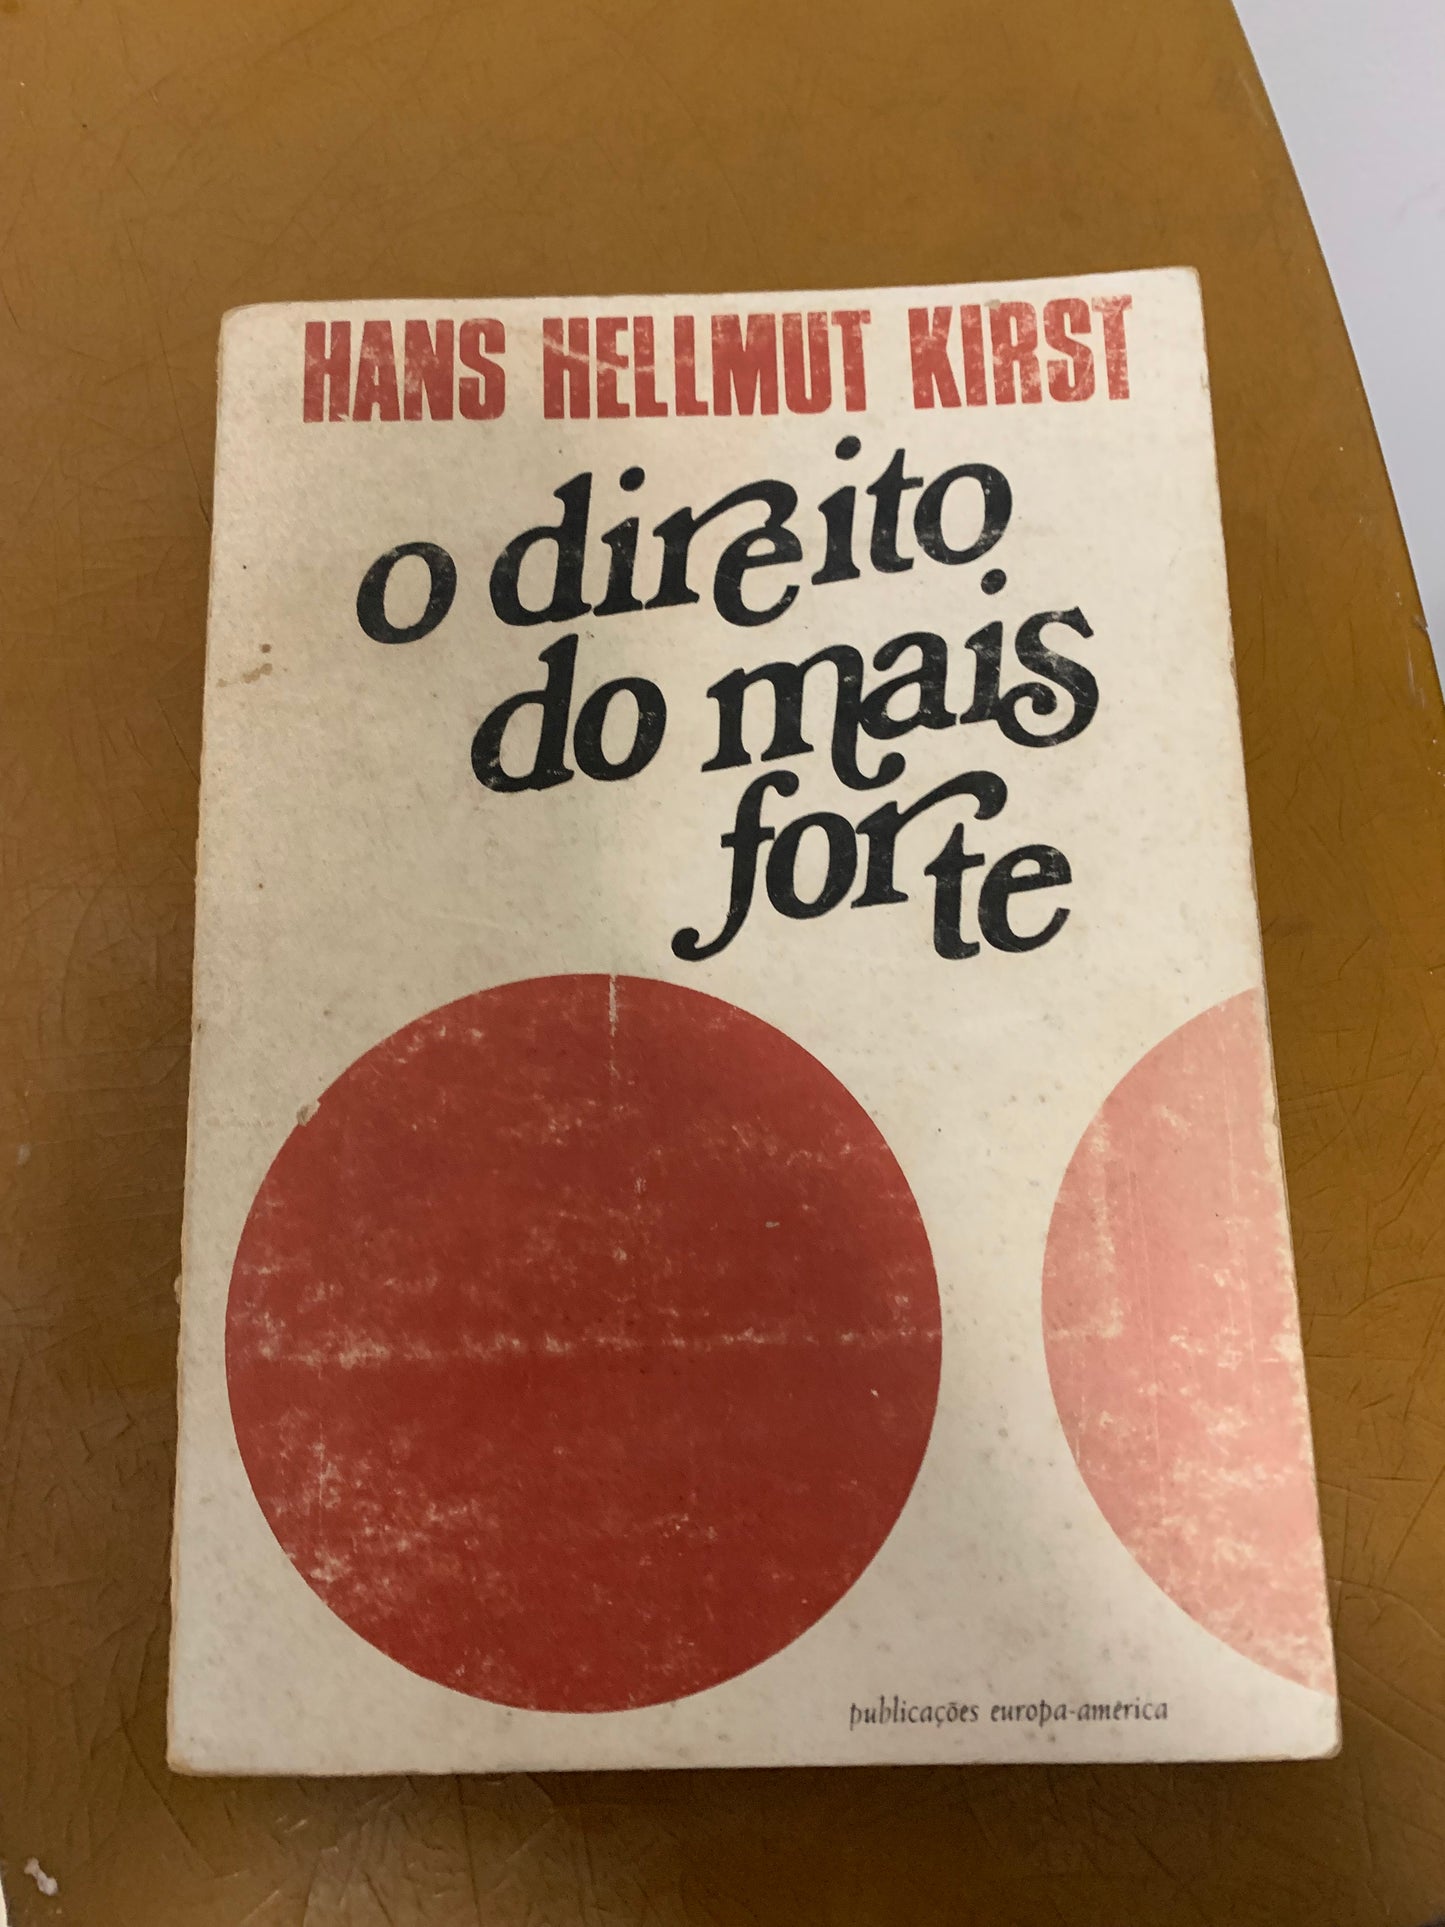 HANS HELLMUT KIRST
o direito
do mais
forte
publicações europa-américa